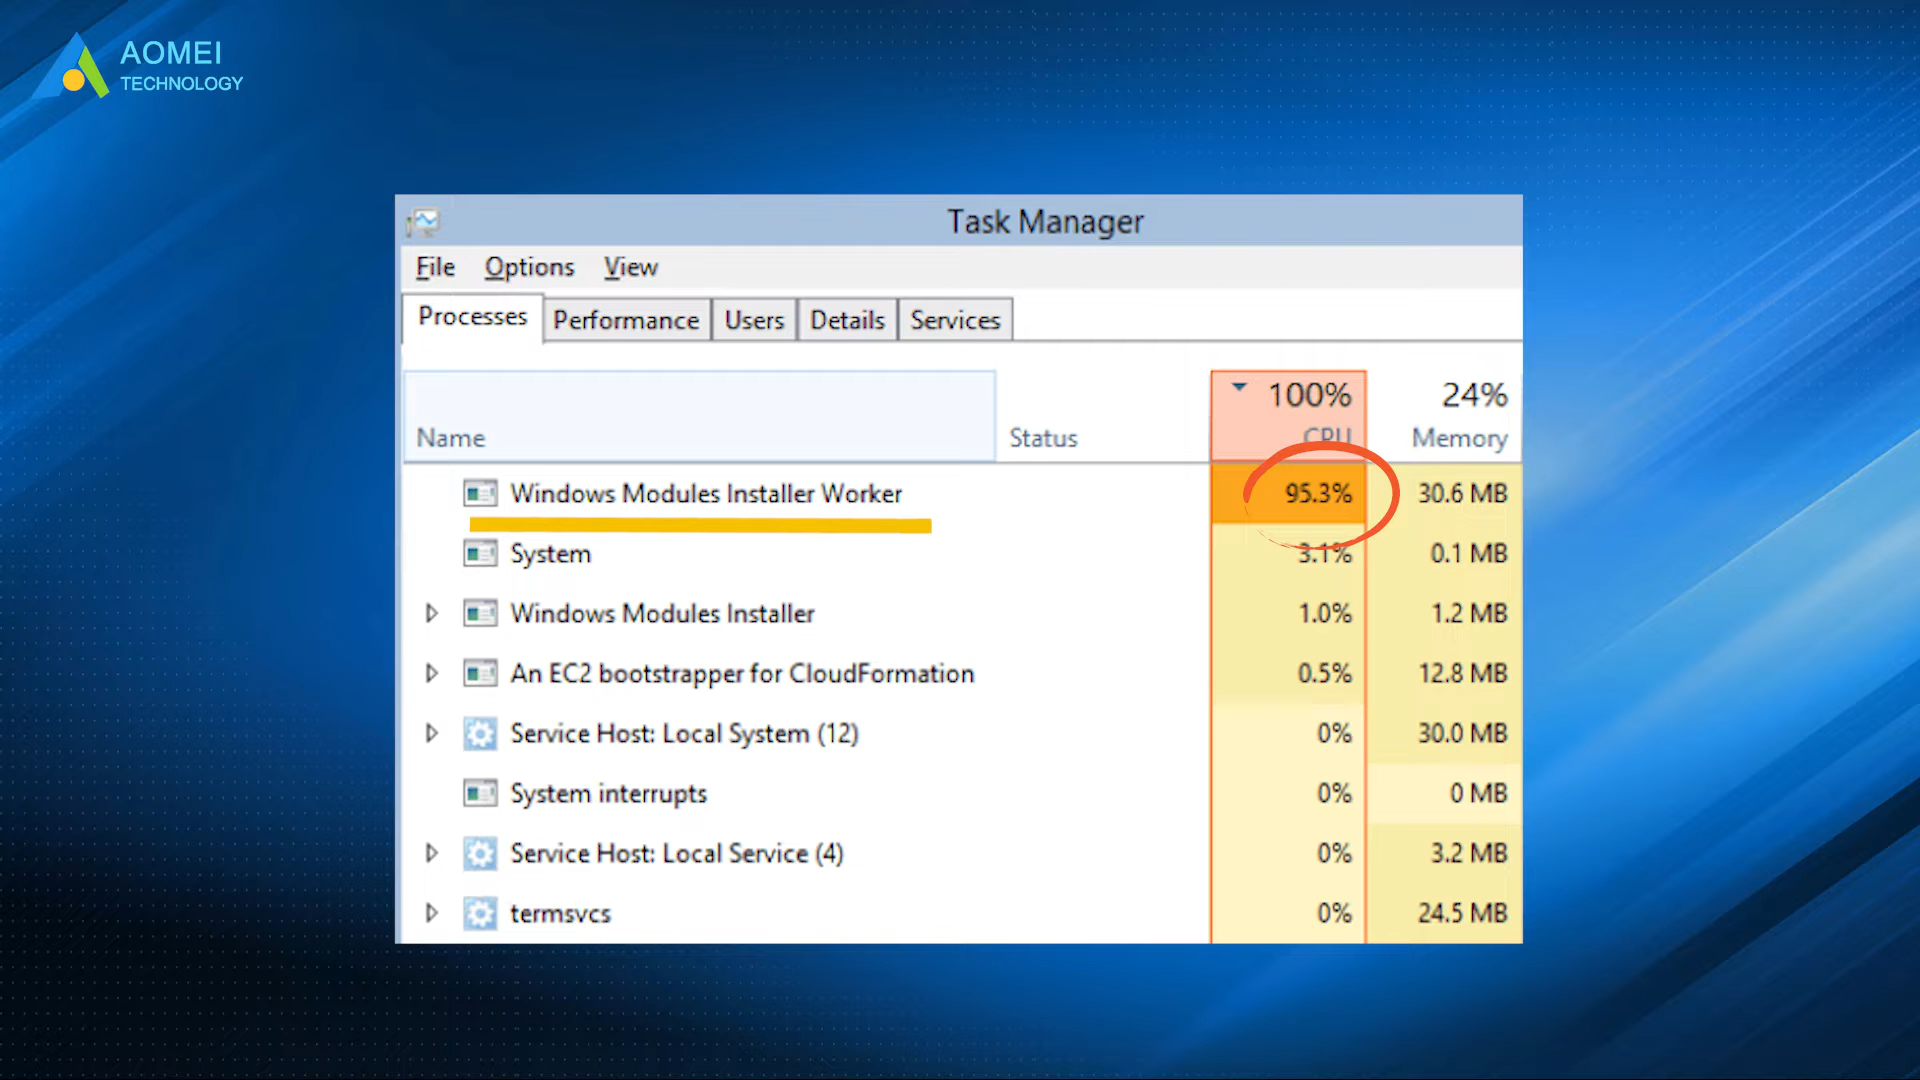 AOMEI
TECHNOLOGY
Task Manager
File Options View
Processes Performance Users Details Services
100% 24%
Name Status CPU Memory
Windows Modules Installer Worker 95.3% 30.6 MB
System 3.1% 0.1 MB
Windows Modules Installer 1.0% 1.2 MB
An EC2 bootstrapper for CloudFormation 0.5% 12.8 MB
Service Host: Local System (12) 0% 30.0 MB
System interrupts 0% 0 MB
Service Host: Local Service (4) 0% 3.2 MB
termsvcs 0% 24.5 MB